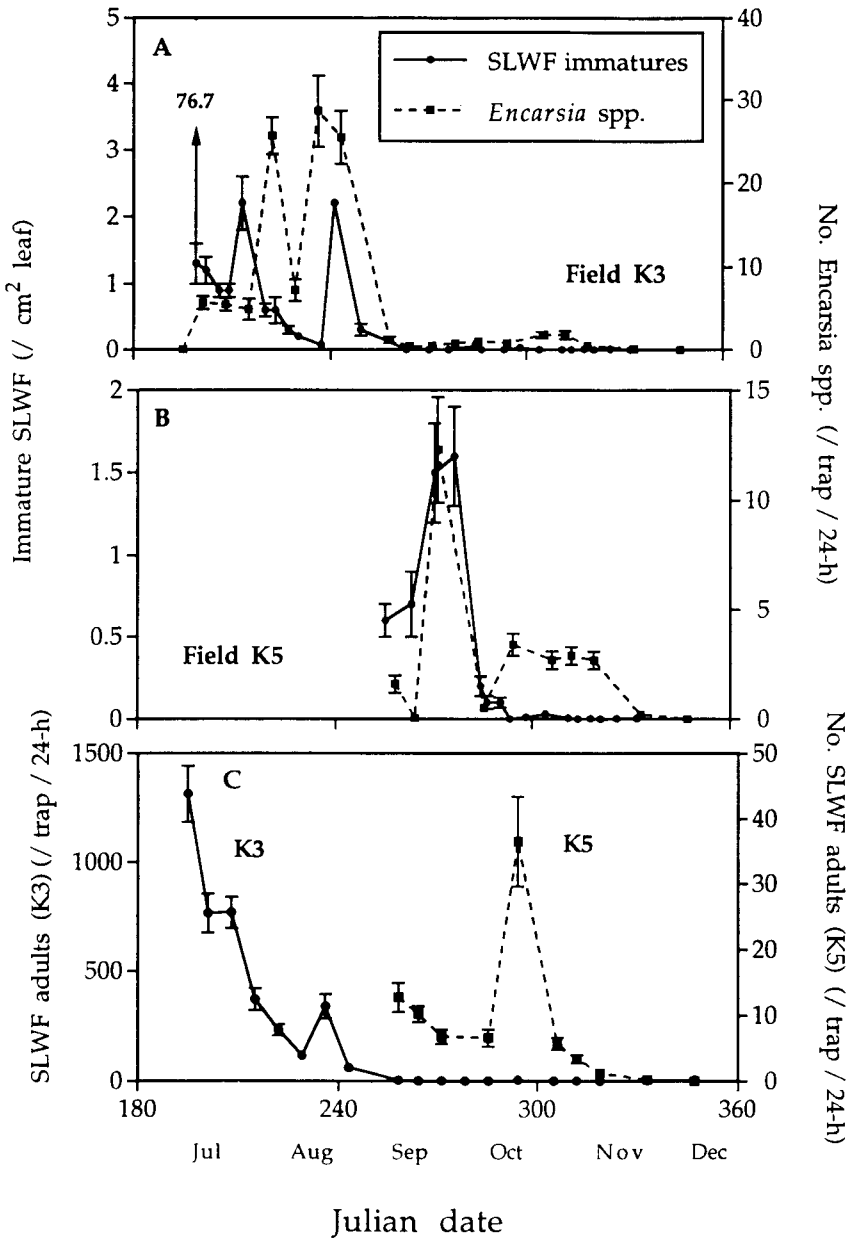 5
4
3
2
1
0
40
30
20
10
0
A
76.7
SLWF immatures
Encarsia spp.
Field K3
Immature SLWF (/ cm² leaf)
No. Encarsia spp. (/ trap / 24-h)
2
1.5
1
0.5
0
15
10
5
0
B
Field K5
1500
1000
500
0
50
40
30
20
10
0
C
K3
K5
SLWF adults (K3) (/ trap / 24-h)
No. SLWF adults (K5) (/ trap / 24-h)
180 240 300 360
Jul Aug Sep Oct Nov Dec
Julian date